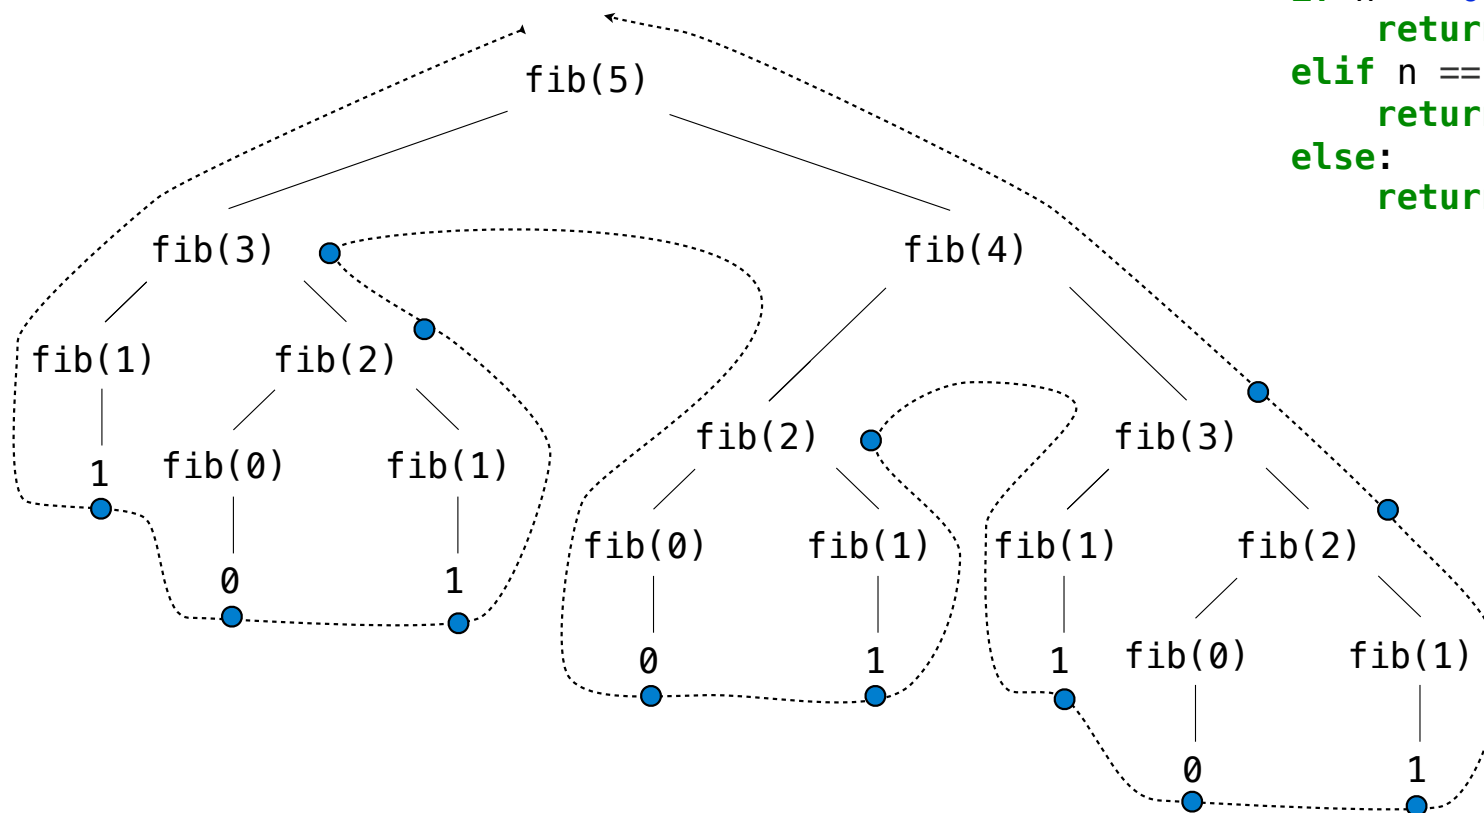 retur
elif n ==
retur
else:
retur
fib(5)
fib(3)
fib(4)
fib(1)
fib(2)
fib(2)
fib(3)
1
fib(0)
fib(1)
fib(0)
fib(1)
fib(1)
fib(2)
0
1
0
1
1
fib(0)
fib(1)
0
1